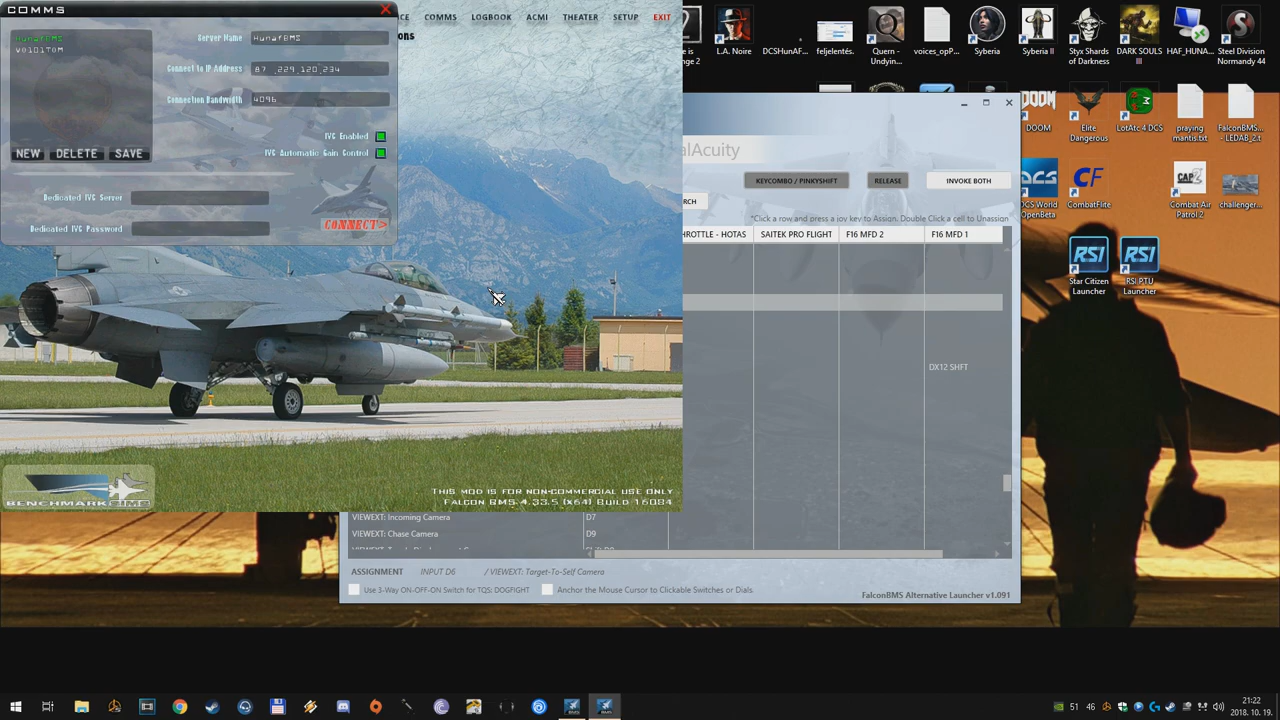 COMMS
COMMS LOGBOOK ACMI THEATER SETUP EXIT
HunafBMS
V0101TOM
Server Name HunafBMS
Connect to IP Address 87 .229.120.234
Connection Bandwidth 4096
IVC Enabled
IVC Automatic Gain Control
NEW DELETE SAVE
Dedicated IVC Server
Dedicated IVC Password
CONNECT>
BENCHMARK SIMS
THIS MOD IS FOR NON-COMMERCIAL USE ONLY
FALCON BMS 4.33.5 (x64) BUILD 16084
alAcuity
KEYCOMBO / PINKYSHIFT RELEASE INVOKE BOTH
RCH
*Click a row and press a joy key to Assign. Double Click a cell to Unassign
HROTTLE - HOTAS SAITEK PRO FLIGHT F16 MFD 2 F16 MFD 1
DX12 SHFT
VIEWEXT: Incoming Camera D7
VIEWEXT: Chase Camera D9
ASSIGNMENT INPUT D6 / VIEWEXT: Target-To-Self Camera
Use 3-Way ON-OFF-ON Switch for TQS: DOGFIGHT
Anchor the Mouse Cursor to Clickable Switches or Dials.
FalconBMS Alternative Launcher v1.091
L.A. Noire
DCSHunAF...
feljelentés.
Quern - Undyin...
voices_opP...
Syberia
Syberia II
Styx Shards of Darkness
DARK SOULS III
HAF_HUNA...
Steel Division Normandy 44
DOOM
Elite Dangerous
LotAtc 4 DCS
praying mantis.txt
FalconBMS... - LEDAB_2.t
DCS World OpenBeta
CombatFlite
Combat Air Patrol 2
challenger...
Star Citizen Launcher
RSI PTU Launcher
51 46
21:22
2018. 10. 19.